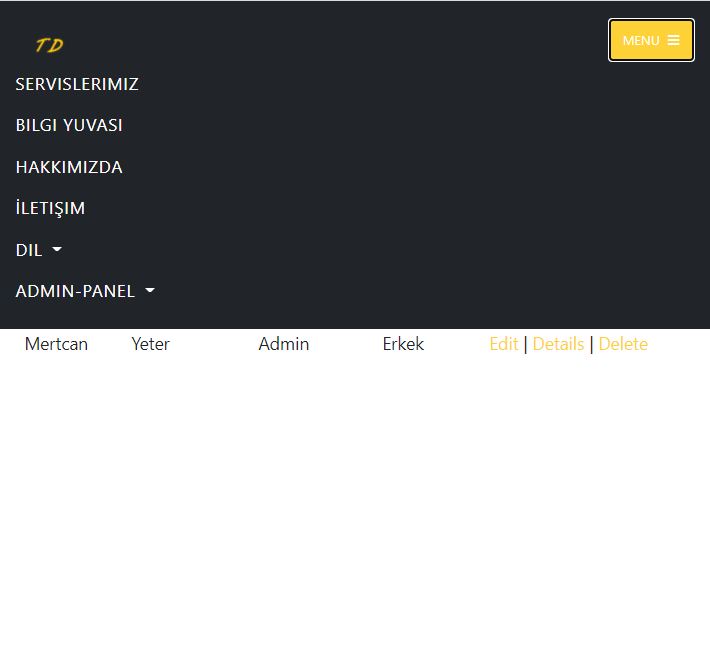 TD
MENU
SERVISLERIMIZ
BILGI YUVASI
HAKKIMIZDA
İLETIŞIM
DIL
ADMIN-PANEL
Mertcan Yeter Admin Erkek Edit | Details | Delete